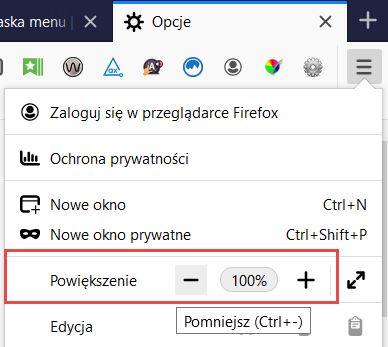 aska menu |
Opcje
Zaloguj się w przeglądarce Firefox
Ochrona prywatności
Nowe okno Ctrl+N
Nowe okno prywatne Ctrl+Shift+P
Powiększenie 100%
Pomniejsz (Ctrl+-)
Edycja